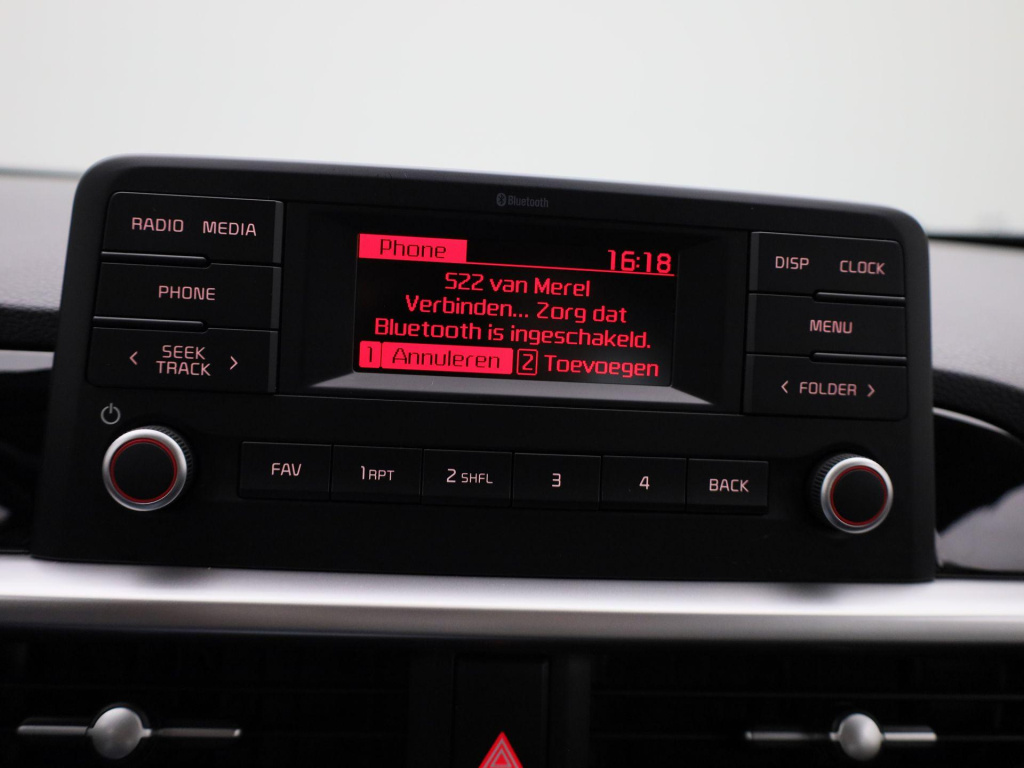 Bluetooth
RADIO MEDIA
PHONE
< SEEK TRACK >
Phone 16:18
S22 van Merel
Verbinden... Zorg dat
Bluetooth is ingeschakeld.
1 Annuleren 2 Toevoegen
DISP CLOCK
MENU
< FOLDER >
FAV 1 RPT 2 SHFL 3 4 BACK